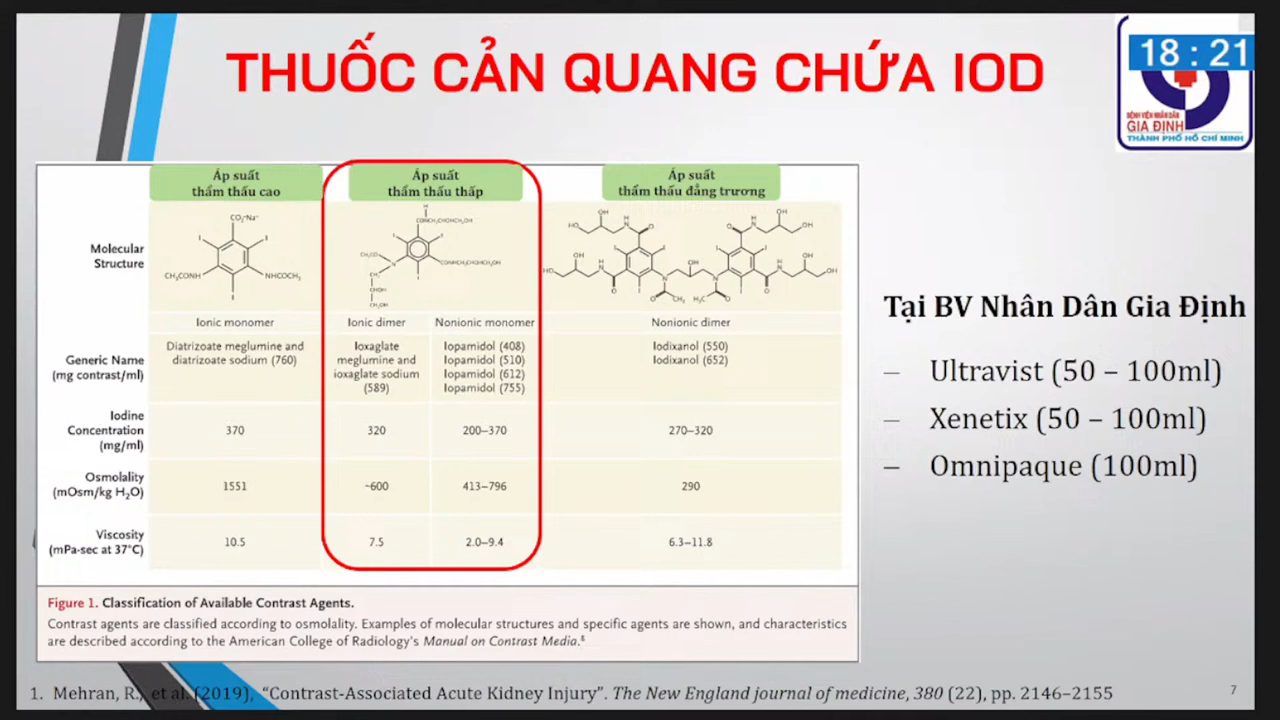 THUỐC CẢN QUANG CHỨA IOD
18 : 21
BỆNH VIỆN NHÂN DÂN
GIA ĐỊNH
THÀNH PHỐ HỒ CHÍ MINH
Áp suất
thẩm thấu cao
Áp suất
thẩm thấu thấp
Áp suất
thẩm thấu đẳng trương
Molecular
Structure
CO₂⁻Na⁺
I
I
CH₃CONH
NHCOCH₃
I
Ionic monomer
Ionic dimer
Nonionic monomer
Nonionic dimer
Generic Name
(mg contrast/ml)
Diatrizoate meglumine and
diatrizoate sodium (760)
Ioxaglate
meglumine and
ioxaglate sodium
(589)
Iopamidol (408)
Iopamidol (510)
Iopamidol (612)
Iopamidol (755)
Iodixanol (550)
Iodixanol (652)
Iodine
Concentration
(mg/ml)
370
320
200–370
270–320
Osmolality
(mOsm/kg H₂O)
1551
~600
413–796
290
Viscosity
(mPa-sec at 37°C)
10.5
7.5
2.0–9.4
6.3–11.8
Figure 1. Classification of Available Contrast Agents.
Contrast agents are classified according to osmolality. Examples of molecular structures and specific agents are shown, and characteristics
are described according to the American College of Radiology's Manual on Contrast Media.⁸
Tại BV Nhân Dân Gia Định
– Ultravist (50 – 100ml)
– Xenetix (50 – 100ml)
– Omnipaque (100ml)
1. Mehran, R., et al. (2019), "Contrast-Associated Acute Kidney Injury". The New England journal of medicine, 380 (22), pp. 2146–2155
7